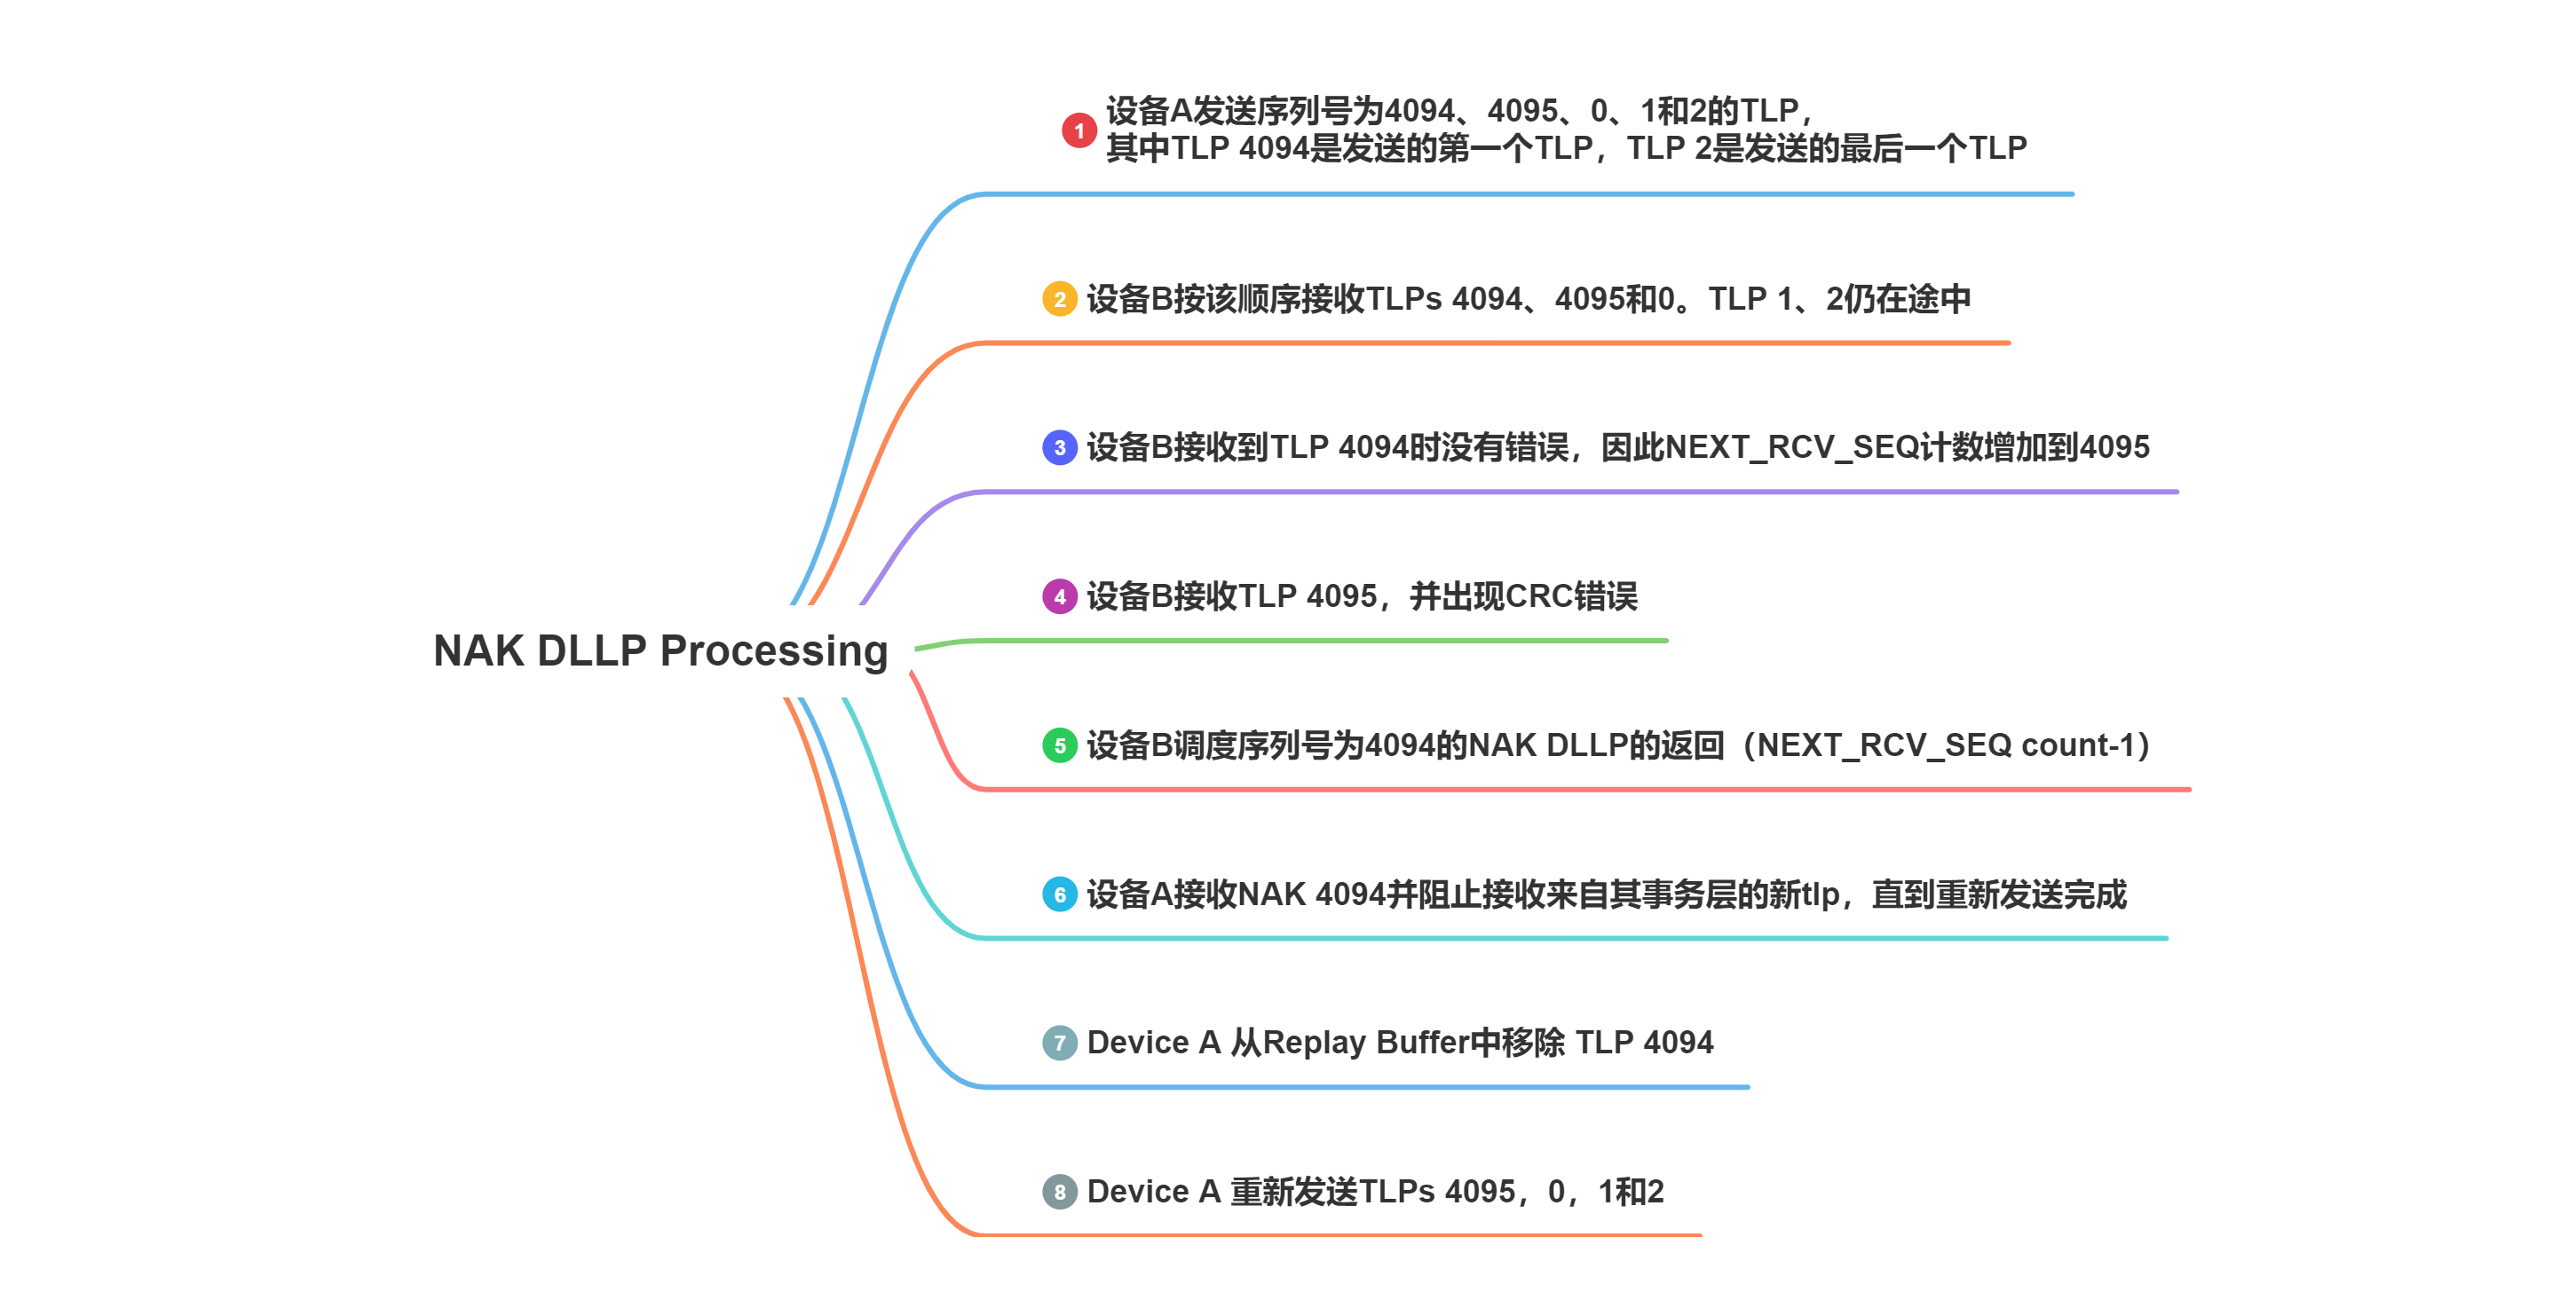 1 设备A发送序列号为4094、4095、0、1和2的TLP，
其中TLP 4094是发送的第一个TLP，TLP 2是发送的最后一个TLP
2 设备B按该顺序接收TLPs 4094、4095和0。TLP 1、2仍在途中
3 设备B接收到TLP 4094时没有错误，因此NEXT_RCV_SEQ计数增加到4095
4 设备B接收TLP 4095，并出现CRC错误
NAK DLLP Processing
5 设备B调度序列号为4094的NAK DLLP的返回（NEXT_RCV_SEQ count-1）
6 设备A接收NAK 4094并阻止接收来自其事务层的新tlp，直到重新发送完成
7 Device A 从Replay Buffer中移除 TLP 4094
8 Device A 重新发送TLPs 4095，0，1和2